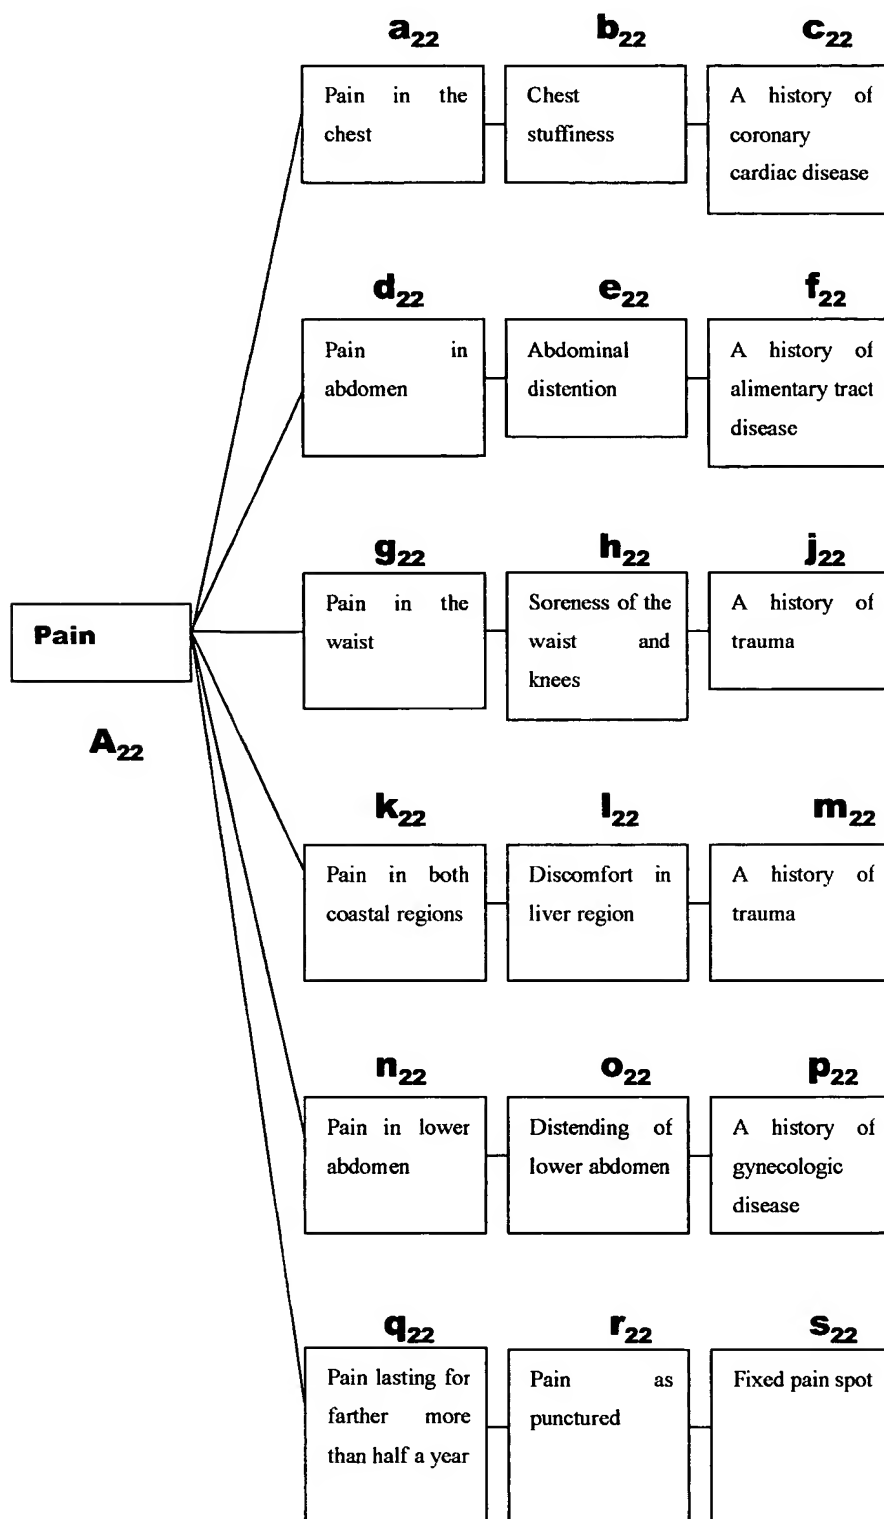 a22 b22 c22
Pain in the
chest
Chest
stuffiness
A history of
coronary
cardiac disease
d22 e22 f22
Pain in
abdomen
Abdominal
distention
A history of
alimentary tract
disease
g22 h22 j22
Pain in the
waist
Soreness of the
waist and
knees
A history of
trauma
Pain
A22
k22 l22 m22
Pain in both
coastal regions
Discomfort in
liver region
A history of
trauma
n22 o22 p22
Pain in lower
abdomen
Distending of
lower abdomen
A history of
gynecologic
disease
q22 r22 s22
Pain lasting for
farther more
than half a year
Pain as
punctured
Fixed pain spot